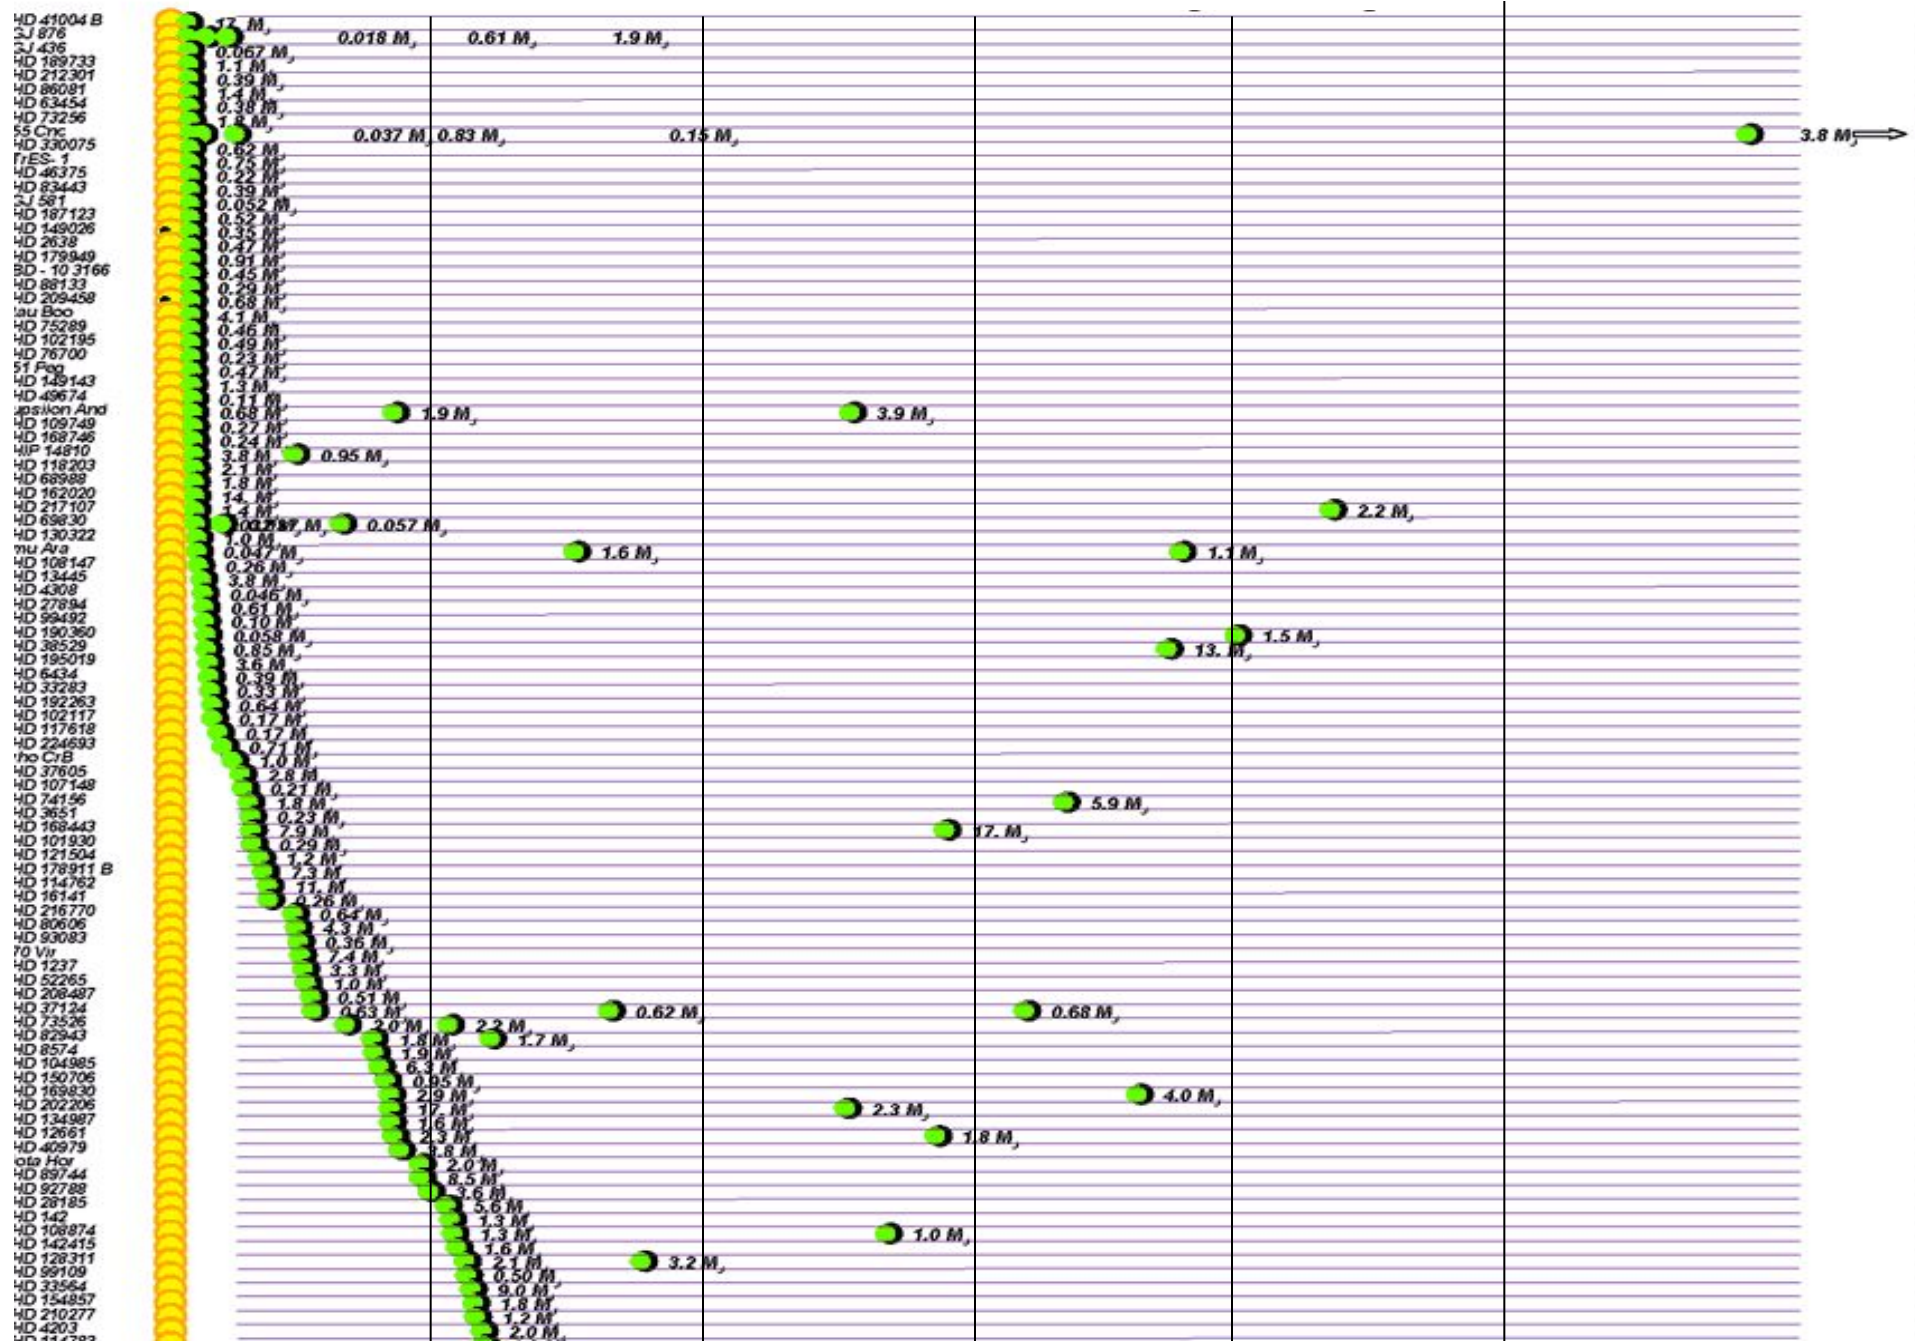 HD 41004 B 17. M,
GJ 876 0.018 M, 0.61 M, 1.9 M,
GJ 436 0.067 M,
HD 189733 1.1 M,
HD 212301 0.39 M,
HD 86081 1.4 M,
HD 63454 0.38 M,
HD 73256 1.8 M,
55 Cnc 0.037 M, 0.83 M, 0.15 M, 3.8 M,
HD 330075 0.62 M,
TrES- 1 0.75 M,
HD 46375 0.22 M,
HD 83443 0.39 M,
GJ 581 0.052 M,
HD 187123 0.52 M,
HD 149026 0.35 M,
HD 2638 0.47 M,
HD 179949 0.91 M,
BD - 10 3166 0.45 M,
HD 88133 0.29 M,
HD 209458 0.68 M,
tau Boo 4.1 M,
HD 75289 0.46 M,
HD 102195 0.49 M,
HD 76700 0.23 M,
51 Peg 0.47 M,
HD 149143 1.3 M,
HD 49674 0.11 M,
upsilon And 0.68 M, 1.9 M, 3.9 M,
HD 109749 0.27 M,
HD 168746 0.24 M,
HIP 14810 3.8 M, 0.95 M,
HD 118203 2.1 M,
HD 68988 1.8 M,
HD 162020 14. M,
HD 217107 1.4 M, 2.2 M,
HD 69830 0.057 M,
HD 130322 1.0 M,
mu Ara 0.047 M, 1.6 M, 1.1 M,
HD 108147 0.26 M,
HD 13445 3.8 M,
HD 4308 0.046 M,
HD 27894 0.61 M,
HD 99492 0.10 M,
HD 190360 0.058 M, 1.5 M,
HD 38529 0.85 M, 13. M,
HD 195019 3.6 M,
HD 6434 0.39 M,
HD 33283 0.33 M,
HD 192263 0.64 M,
HD 102117 0.17 M,
HD 117618 0.17 M,
HD 224693 0.71 M,
rho CrB 1.0 M,
HD 37605 2.8 M,
HD 107148 0.21 M,
HD 74156 1.8 M, 5.9 M,
HD 3651 0.23 M,
HD 168443 7.9 M, 17. M,
HD 101930 0.29 M,
HD 121504 1.2 M,
HD 178911 B 7.3 M,
HD 114762 11. M,
HD 16141 0.26 M,
HD 216770 0.64 M,
HD 80606 4.3 M,
HD 93083 0.36 M,
70 Vir 7.4 M,
HD 1237 3.3 M,
HD 52265 1.0 M,
HD 208487 0.51 M,
HD 37124 0.63 M, 0.62 M, 0.68 M,
HD 73526 2.0 M, 2.2 M,
HD 82943 1.8 M, 1.7 M,
HD 8574 1.9 M,
HD 104985 6.3 M,
HD 150706 0.95 M,
HD 169830 2.9 M, 4.0 M,
HD 202206 17. M, 2.3 M,
HD 134987 1.6 M,
HD 12661 2.3 M, 1.8 M,
HD 40979 3.8 M,
iota Hor 2.0 M,
HD 89744 8.5 M,
HD 92788 3.6 M,
HD 28185 5.6 M,
HD 142 1.3 M,
HD 108874 1.3 M, 1.0 M,
HD 142415 1.6 M,
HD 128311 2.1 M, 3.2 M,
HD 99109 0.50 M,
HD 33564 9.0 M,
HD 154857 1.8 M,
HD 210277 1.2 M,
HD 4203 2.0 M,
HD 114783